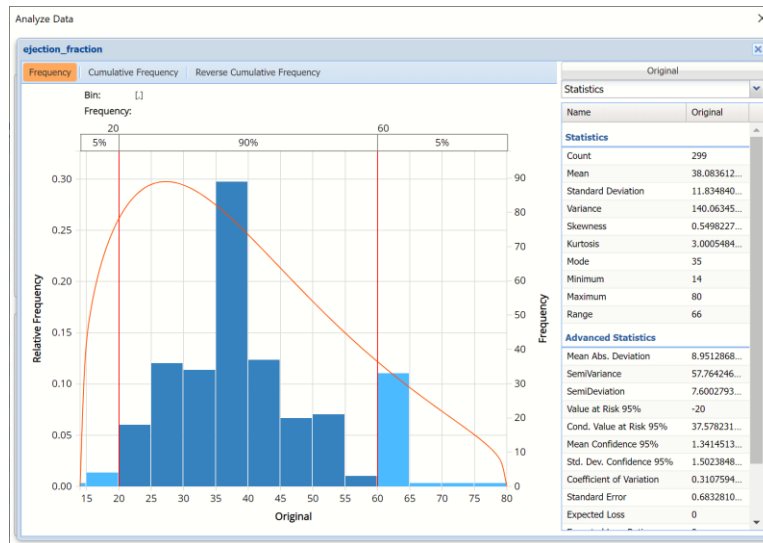 Analyze Data
ejection_fraction
Frequency Cumulative Frequency Reverse Cumulative Frequency
Bin: [,]
Frequency:
20 60
5% 90% 5%
0.30
0.25
0.20
0.15
0.10
0.05
0.00
Relative Frequency
90
80
70
60
50
40
30
20
10
0
Frequency
15 20 25 30 35 40 45 50 55 60 65 70 75 80
Original
Original
Statistics
Name Original
Statistics
Count 299
Mean 38.083612...
Standard Deviation 11.834840...
Variance 140.06345...
Skewness 0.5498227...
Kurtosis 3.0005484...
Mode 35
Minimum 14
Maximum 80
Range 66
Advanced Statistics
Mean Abs. Deviation 8.9512868...
SemiVariance 57.764246...
SemiDeviation 7.6002793...
Value at Risk 95% -20
Cond. Value at Risk 95% 37.578231...
Mean Confidence 95% 1.3414513...
Std. Dev. Confidence 95% 1.5023848...
Coefficient of Variation 0.3107594...
Standard Error 0.6832810...
Expected Loss 0